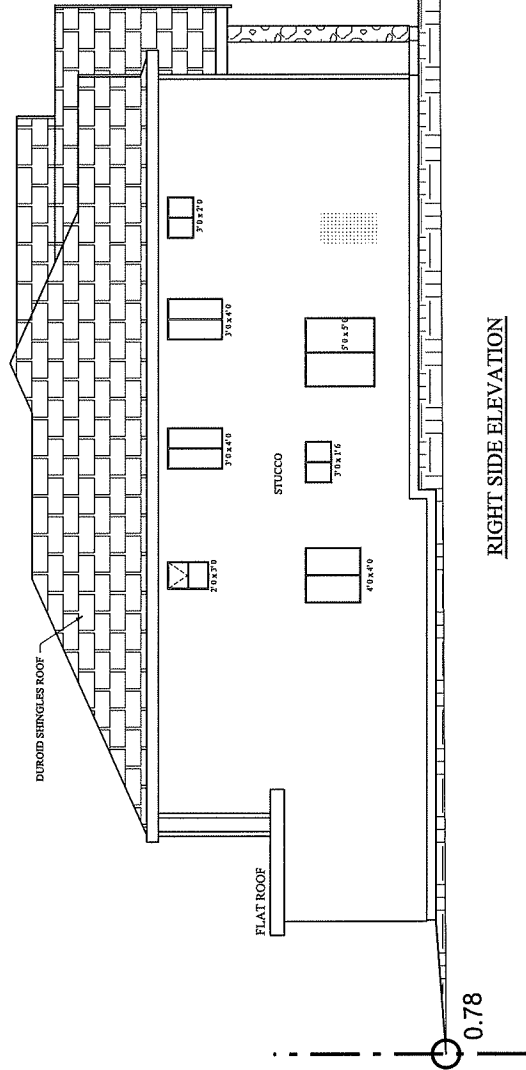 DUROID SHINGLES ROOF
FLAT ROOF
2'0 x 3'0
3'0 x 4'0
3'0 x 4'0
3'0 x 2'0
STUCCO
4'0 x 4'0
3'0 x 1'6
5'0 x 5'0
RIGHT SIDE ELEVATION
0.78